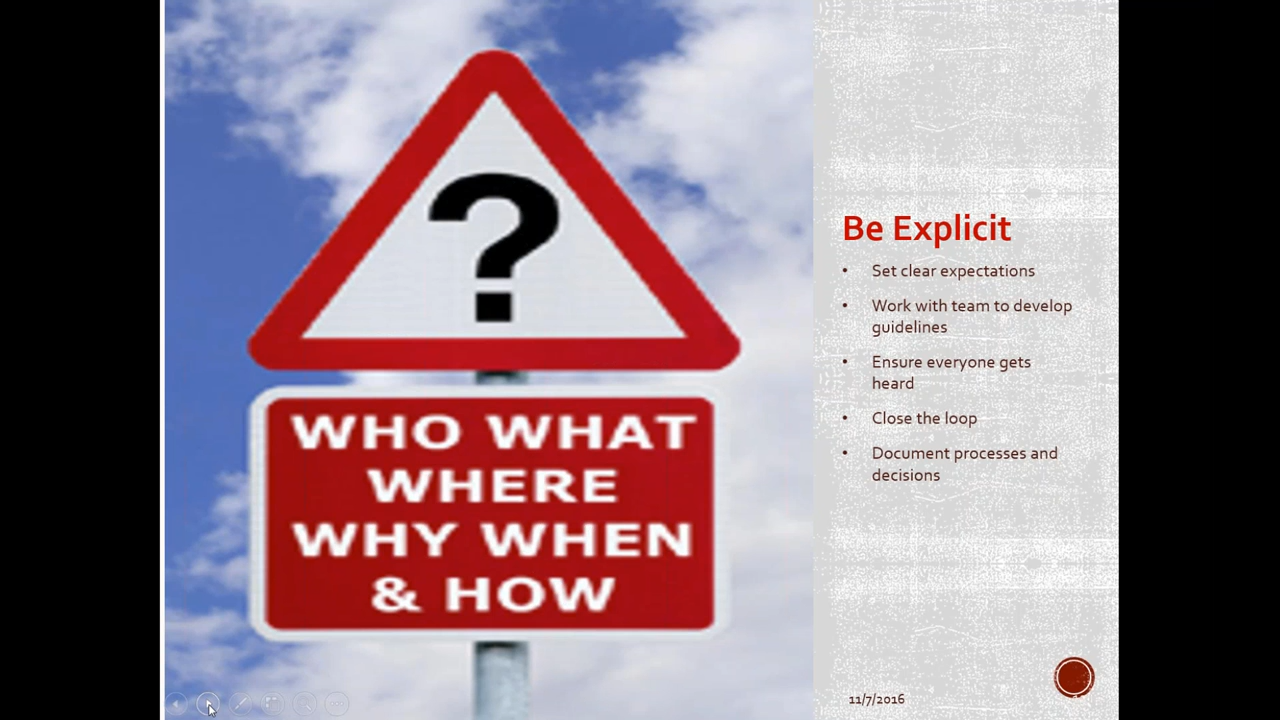 ?
WHO WHAT
WHERE
WHY WHEN
& HOW
Be Explicit
• Set clear expectations
• Work with team to develop
guidelines
• Ensure everyone gets
heard
• Close the loop
• Document processes and
decisions
11/7/2016